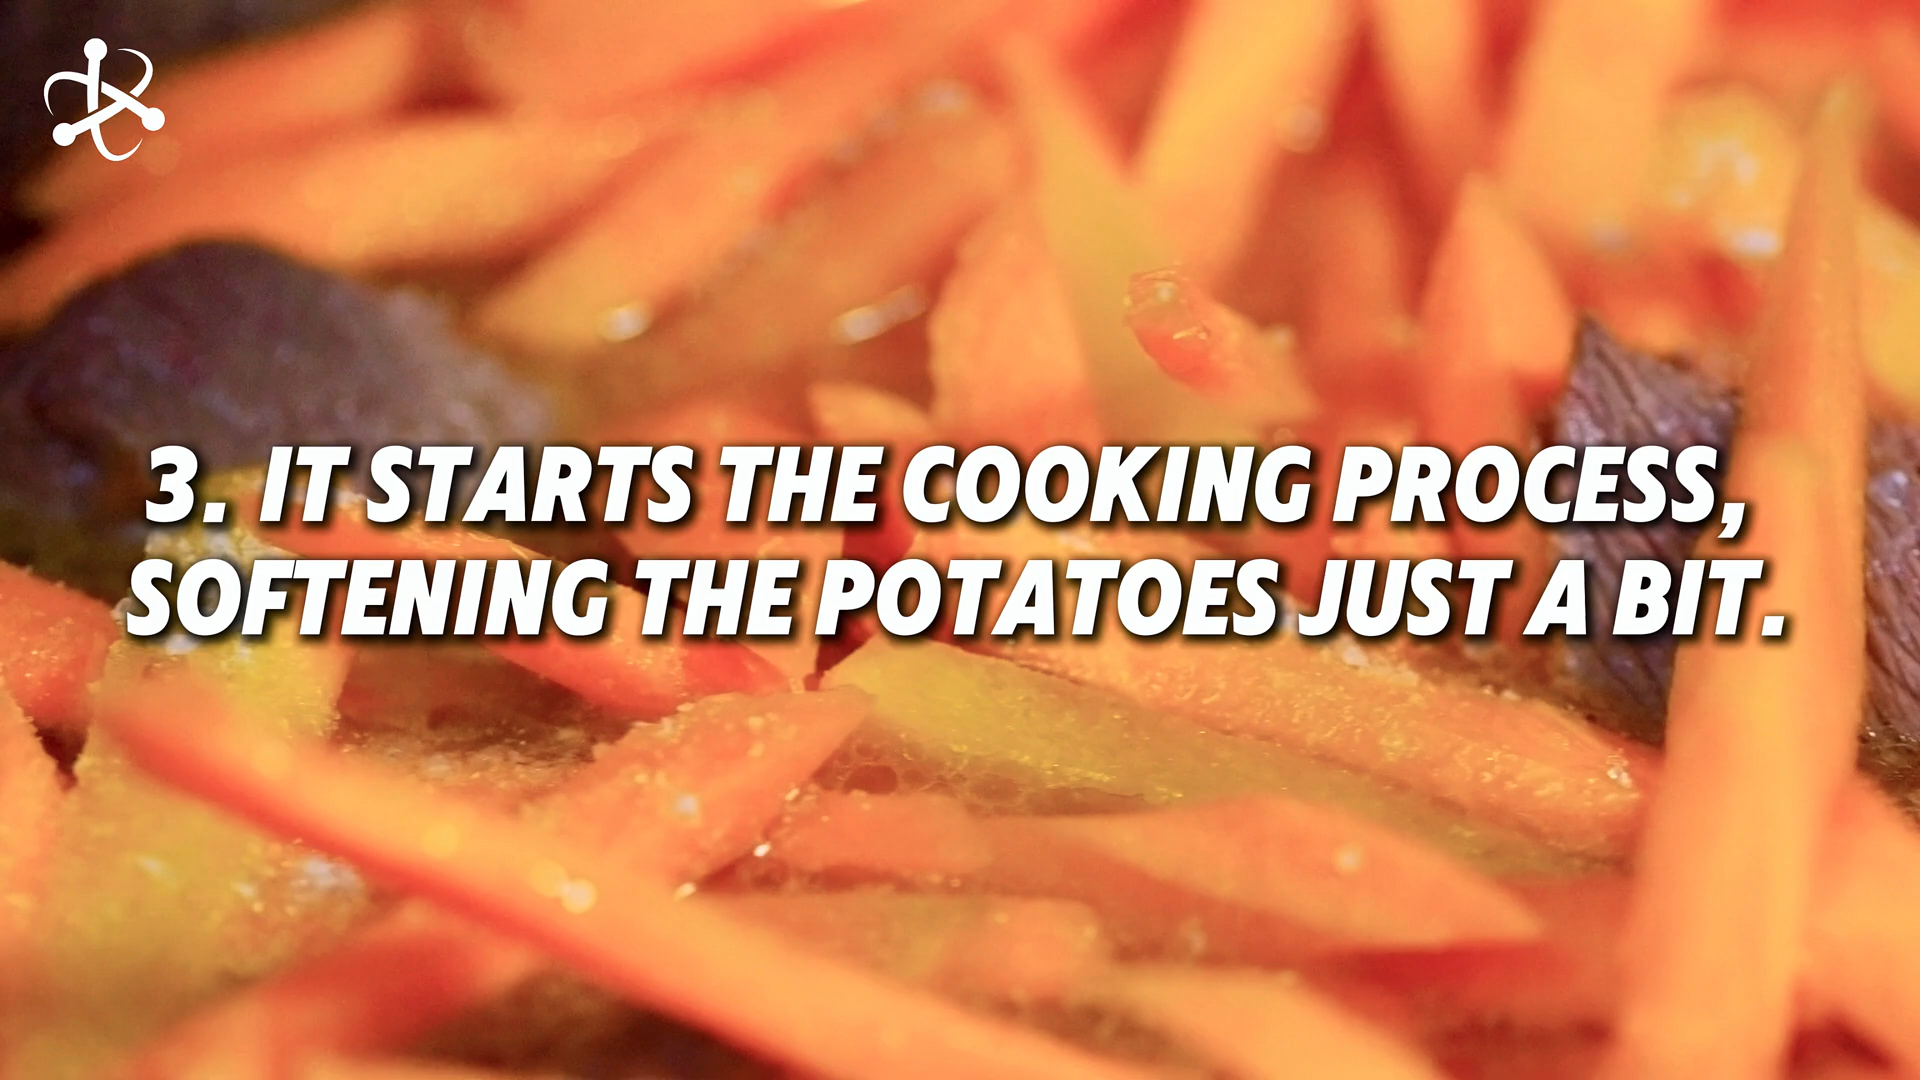 3. IT STARTS THE COOKING PROCESS,
SOFTENING THE POTATOES JUST A BIT.